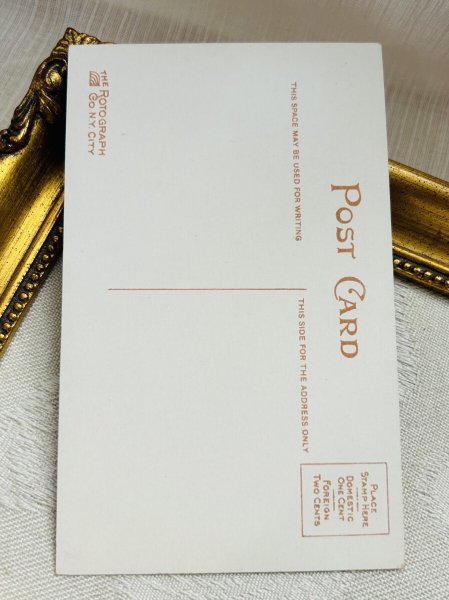 POST CARD
THIS SPACE MAY BE USED FOR WRITING
THIS SIDE FOR THE ADDRESS ONLY
PLACE
STAMP HERE
DOMESTIC
ONE CENT
FOREIGN
TWO CENTS
THE ROTOGRAPH
CO N.Y. CITY